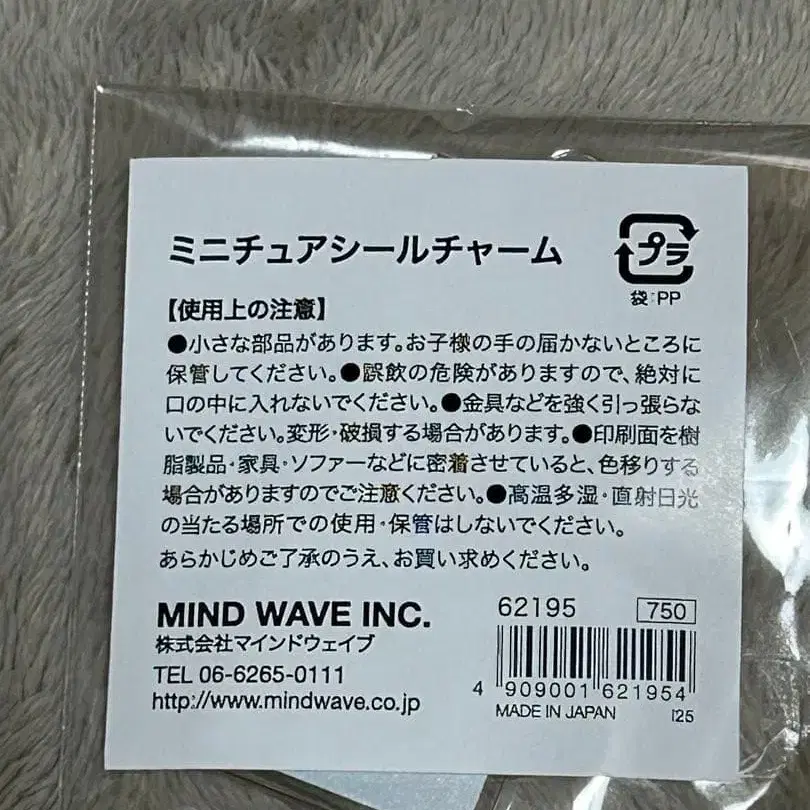 ミニチュアシールチャーム
プラ
袋:PP
【使用上の注意】
●小さな部品があります。お子様の手の届かないところに
保管してください。●誤飲の危険がありますので、絶対に
口の中に入れないでください。●金具などを強く引っ張らな
いでください。変形・破損する場合があります。●印刷面を樹
脂製品・家具・ソファーなどに密着させていると、色移りする
場合がありますのでご注意ください。●高温多湿・直射日光
の当たる場所での使用・保管はしないでください。
あらかじめご了承のうえ、お買い求めください。
MIND WAVE INC.
株式会社マインドウェイブ
TEL 06-6265-0111
http://www.mindwave.co.jp
62195 750
4 909001 621954
MADE IN JAPAN I25